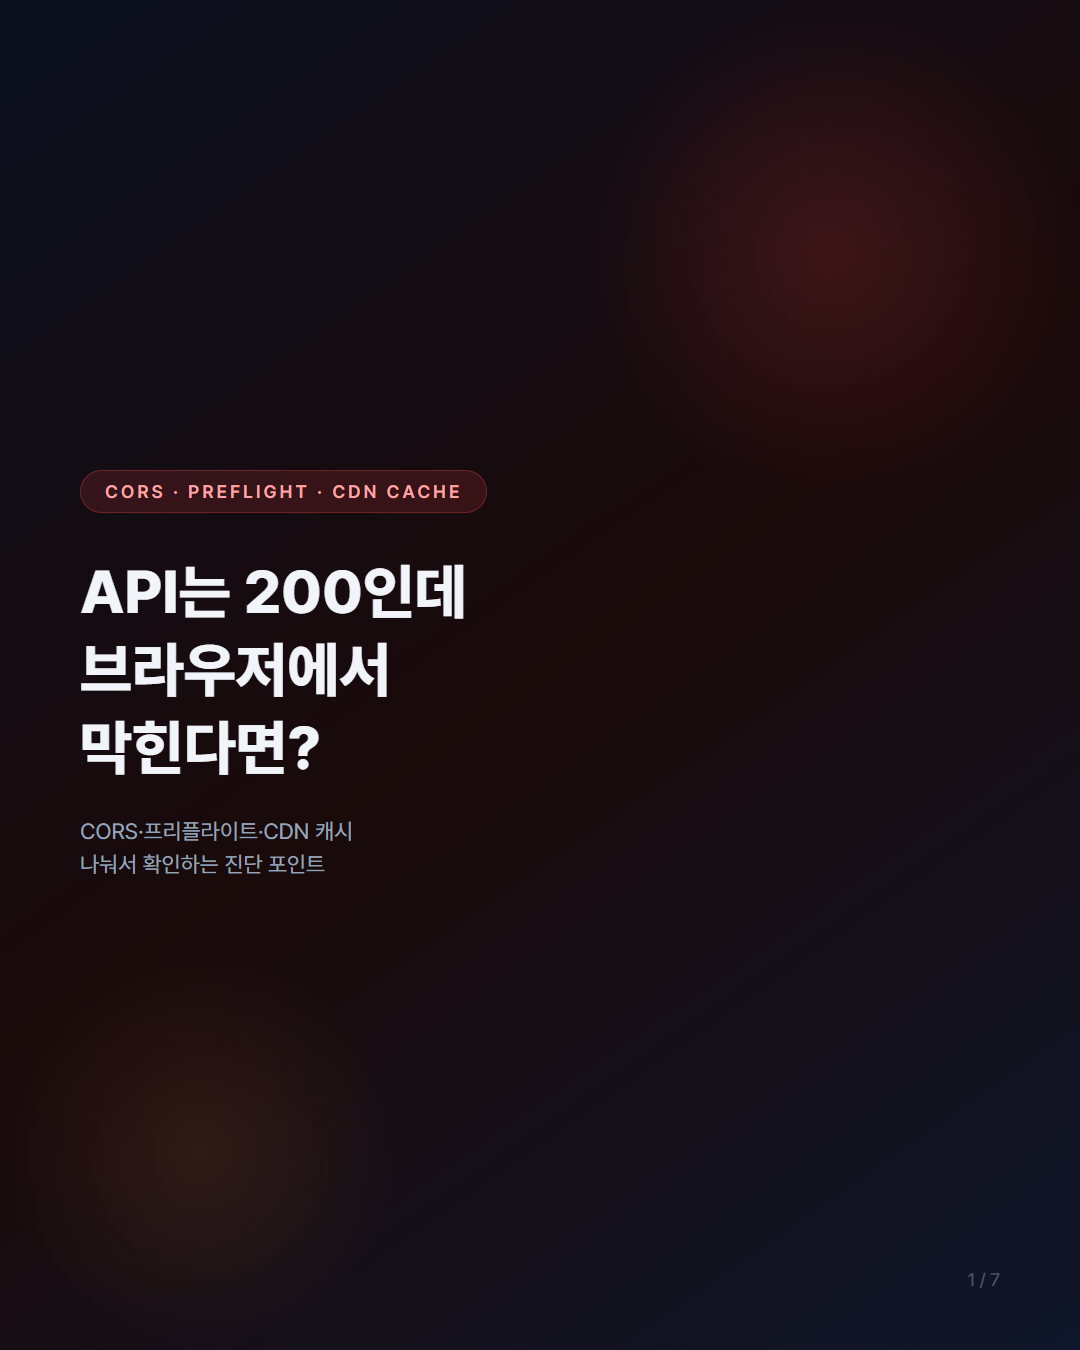 CORS · PREFLIGHT · CDN CACHE
API는 200인데
브라우저에서
막힌다면?
CORS·프리플라이트·CDN 캐시
나눠서 확인하는 진단 포인트
1 / 7